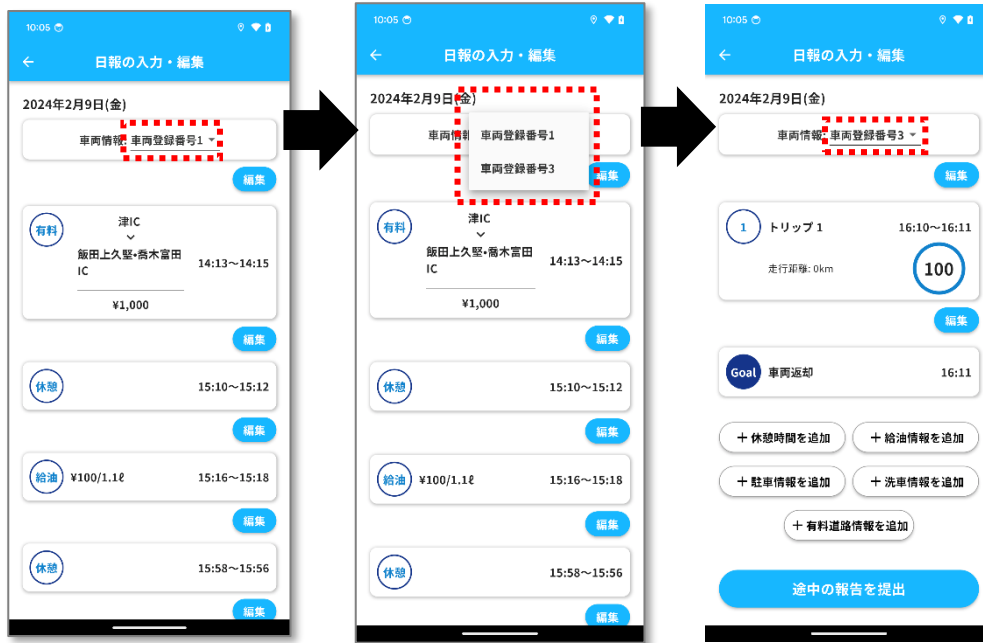 10:05
日報の入力・編集
2024年2月9日(金)
車両情報: 車両登録番号1
編集
有料
津IC
飯田上久堅・喬木富田
IC
14:13～14:15
¥1,000
編集
休憩
15:10～15:12
編集
給油
¥100/1.1ℓ
15:16～15:18
編集
休憩
15:58～15:56
編集
10:05
日報の入力・編集
2024年2月9日(金)
車両情報
車両登録番号1
車両登録番号3
編集
有料
津IC
飯田上久堅・喬木富田
IC
14:13～14:15
¥1,000
編集
休憩
15:10～15:12
編集
給油
¥100/1.1ℓ
15:16～15:18
編集
休憩
15:58～15:56
編集
10:05
日報の入力・編集
2024年2月9日(金)
車両情報: 車両登録番号3
編集
1
トリップ 1
16:10～16:11
走行距離: 0km
100
編集
Goal
車両返却
16:11
＋休憩時間を追加
＋給油情報を追加
＋駐車情報を追加
＋洗車情報を追加
＋有料道路情報を追加
途中の報告を提出